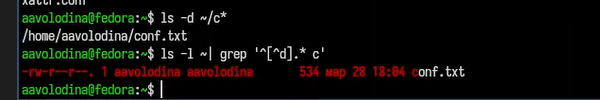 xattr.conf
aavolodina@fedora:~$ ls -d ~/c*
/home/aavolodina/conf.txt
aavolodina@fedora:~$ ls -l ~| grep '^[^d].* c'
-rw-r--r--. 1 aavolodina aavolodina 534 мар 28 18:04 conf.txt
aavolodina@fedora:~$